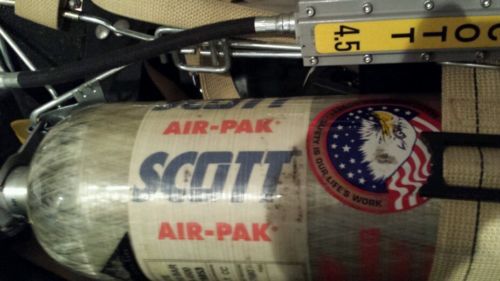 4.5
SCOTT
SCOTT
AIR-PAK®
SCOTT
AIR-PAK®
SAFETY IS OUR LIFE'S WORK